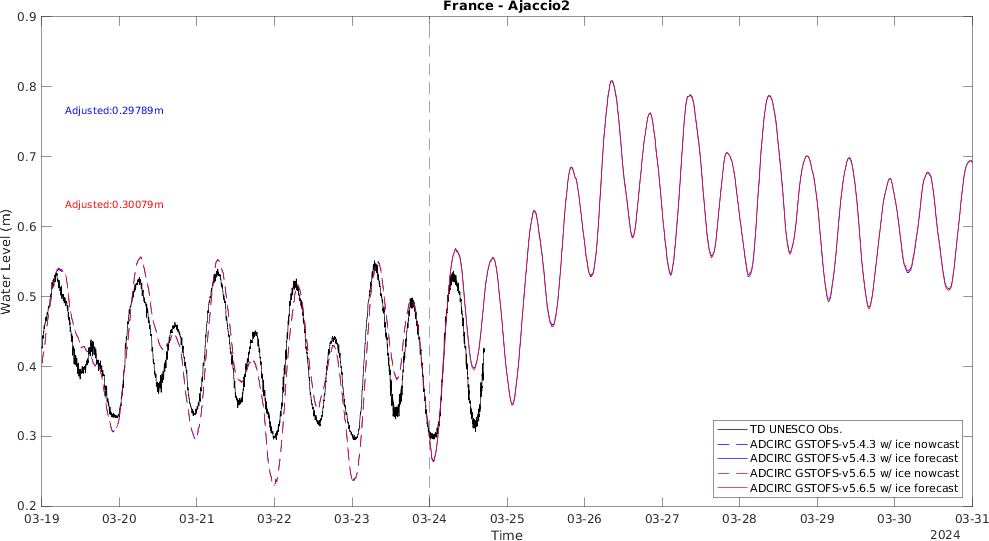 France - Ajaccio2
0.9
0.8
0.7
0.6
0.5
0.4
0.3
0.2
Water Level (m)
Adjusted:0.29789m
Adjusted:0.30079m
TD UNESCO Obs.
ADCIRC GSTOFS-v5.4.3 w/ ice nowcast
ADCIRC GSTOFS-v5.4.3 w/ ice forecast
ADCIRC GSTOFS-v5.6.5 w/ ice nowcast
ADCIRC GSTOFS-v5.6.5 w/ ice forecast
03-19 03-20 03-21 03-22 03-23 03-24 03-25 03-26 03-27 03-28 03-29 03-30 03-31
Time
2024